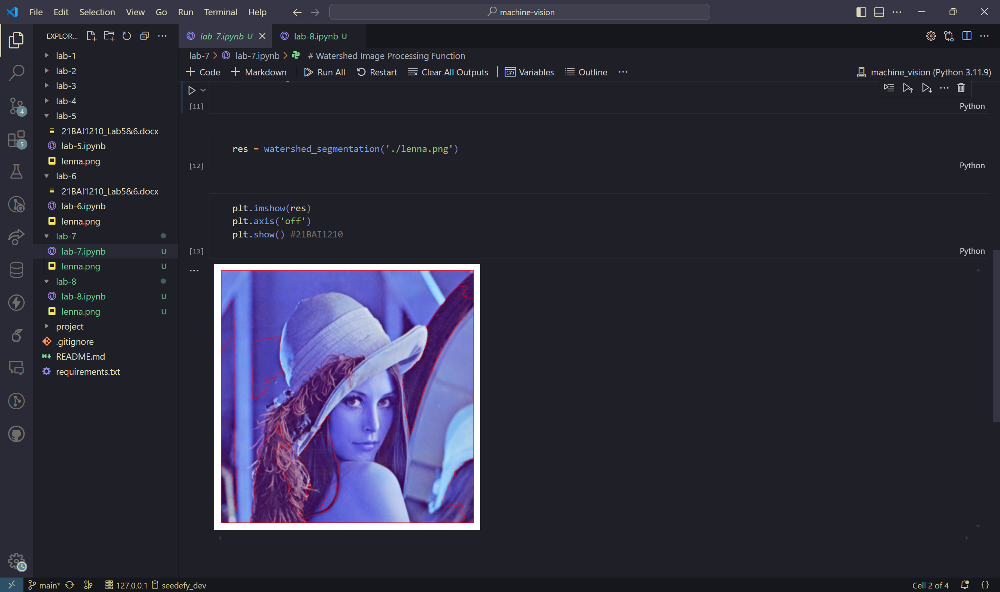 File Edit Selection View Go Run Terminal Help
machine-vision
EXPLOR...
lab-7.ipynb U
lab-8.ipynb U
lab-7 > lab-7.ipynb > # Watershed Image Processing Function
Code Markdown Run All Restart Clear All Outputs Variables Outline
machine_vision (Python 3.11.9)
lab-1
lab-2
lab-3
lab-4
lab-5
21BAI1210_Lab5&6.docx
lab-5.ipynb
lenna.png
lab-6
21BAI1210_Lab5&6.docx
lab-6.ipynb
lenna.png
lab-7
lab-7.ipynb U
lenna.png U
lab-8
lab-8.ipynb U
lenna.png U
project
.gitignore
README.md
requirements.txt
4
5
[11]
Python
res = watershed_segmentation('./lenna.png')
[12]
Python
plt.imshow(res)
plt.axis('off')
plt.show() #21BAI1210
[13]
Python
main* 127.0.0.1 seedefy_dev
Cell 2 of 4